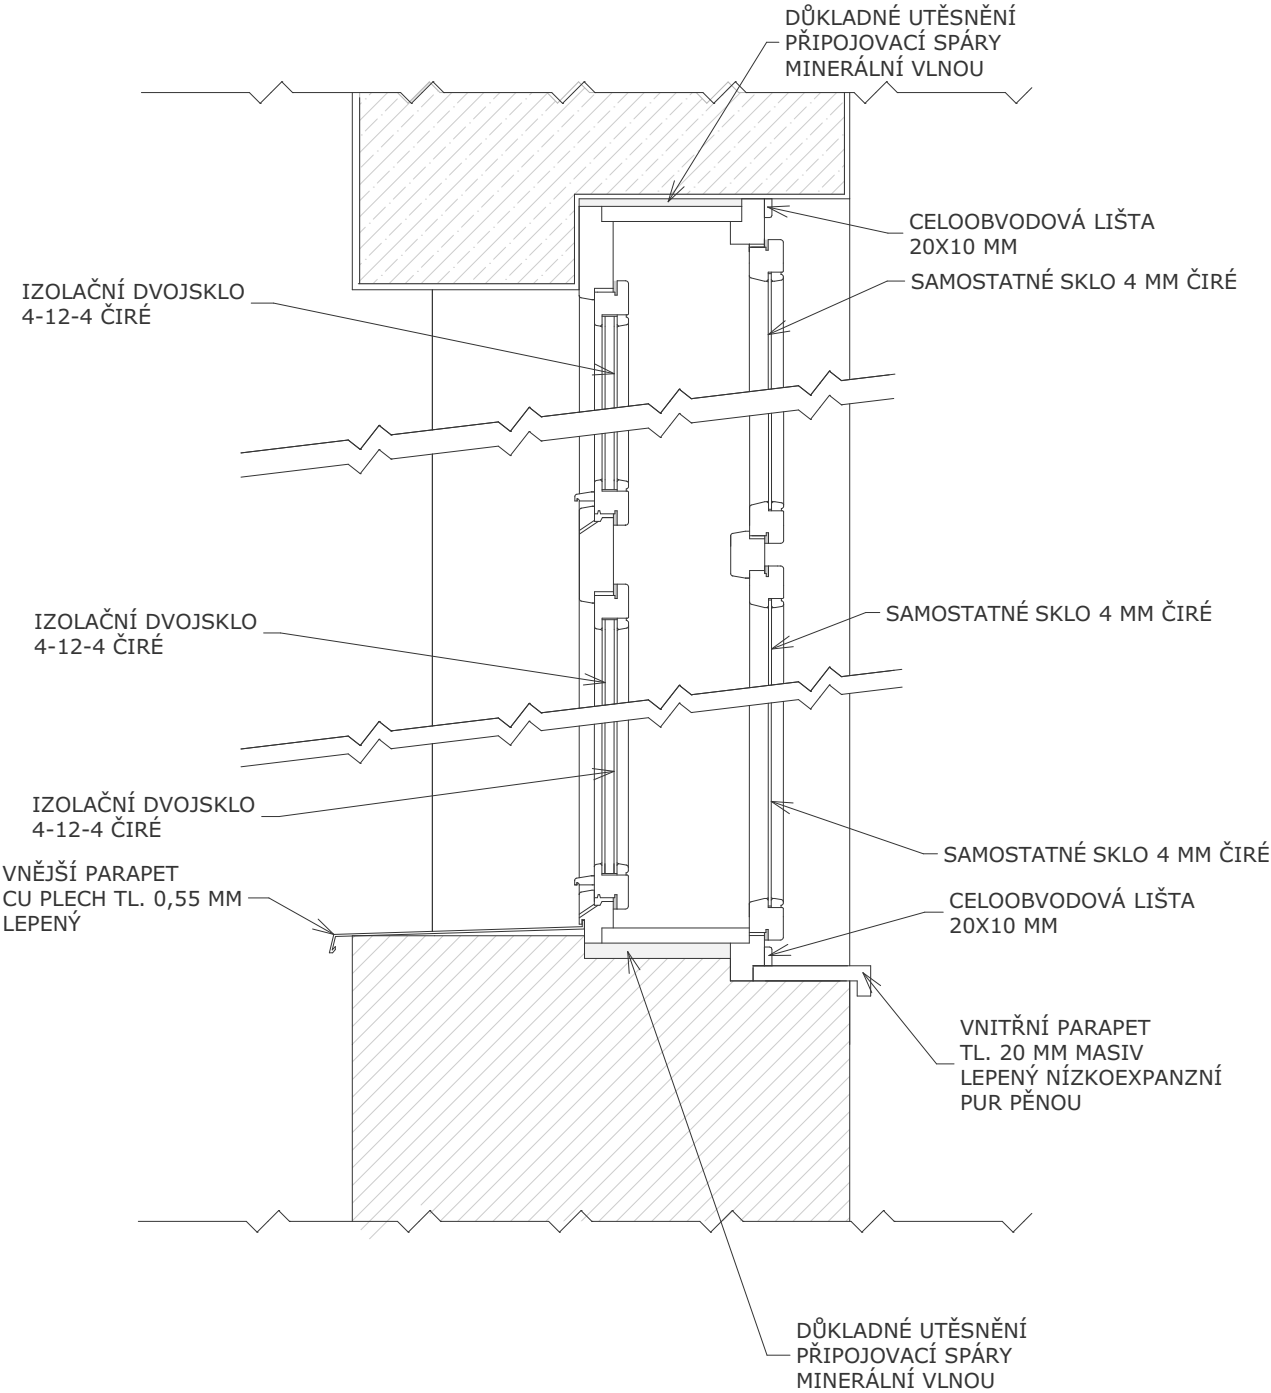 DŮKLADNÉ UTĚSNĚNÍ
PŘIPOJOVACÍ SPÁRY
MINERÁLNÍ VLNOU
CELOOBVODOVÁ LIŠTA
20X10 MM
SAMOSTATNÉ SKLO 4 MM ČIRÉ
IZOLAČNÍ DVOJSKLO
4-12-4 ČIRÉ
SAMOSTATNÉ SKLO 4 MM ČIRÉ
IZOLAČNÍ DVOJSKLO
4-12-4 ČIRÉ
IZOLAČNÍ DVOJSKLO
4-12-4 ČIRÉ
SAMOSTATNÉ SKLO 4 MM ČIRÉ
VNĚJŠÍ PARAPET
CU PLECH TL. 0,55 MM
LEPENÝ
CELOOBVODOVÁ LIŠTA
20X10 MM
VNITŘNÍ PARAPET
TL. 20 MM MASIV
LEPENÝ NÍZKOEXPANZNÍ
PUR PĚNOU
DŮKLADNÉ UTĚSNĚNÍ
PŘIPOJOVACÍ SPÁRY
MINERÁLNÍ VLNOU